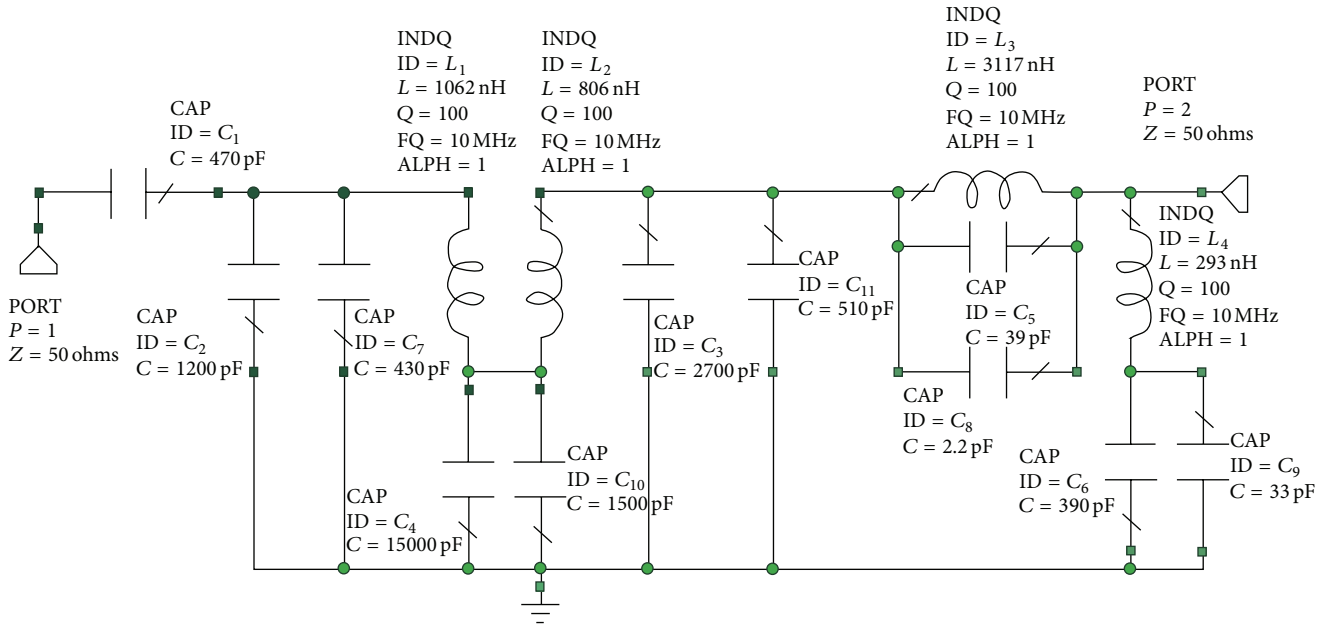 INDQ
ID = L₁
L = 1062 nH
Q = 100
FQ = 10 MHz
ALPH = 1
INDQ
ID = L₂
L = 806 nH
Q = 100
FQ = 10 MHz
ALPH = 1
INDQ
ID = L₃
L = 3117 nH
Q = 100
FQ = 10 MHz
ALPH = 1
PORT
P = 2
Z = 50 ohms
CAP
ID = C₁
C = 470 pF
PORT
P = 1
Z = 50 ohms
CAP
ID = C₂
C = 1200 pF
CAP
ID = C₇
C = 430 pF
CAP
ID = C₃
C = 2700 pF
CAP
ID = C₁₁
C = 510 pF
CAP
ID = C₅
C = 39 pF
INDQ
ID = L₄
L = 293 nH
Q = 100
FQ = 10 MHz
ALPH = 1
CAP
ID = C₈
C = 2.2 pF
CAP
ID = C₄
C = 15000 pF
CAP
ID = C₁₀
C = 1500 pF
CAP
ID = C₆
C = 390 pF
CAP
ID = C₉
C = 33 pF